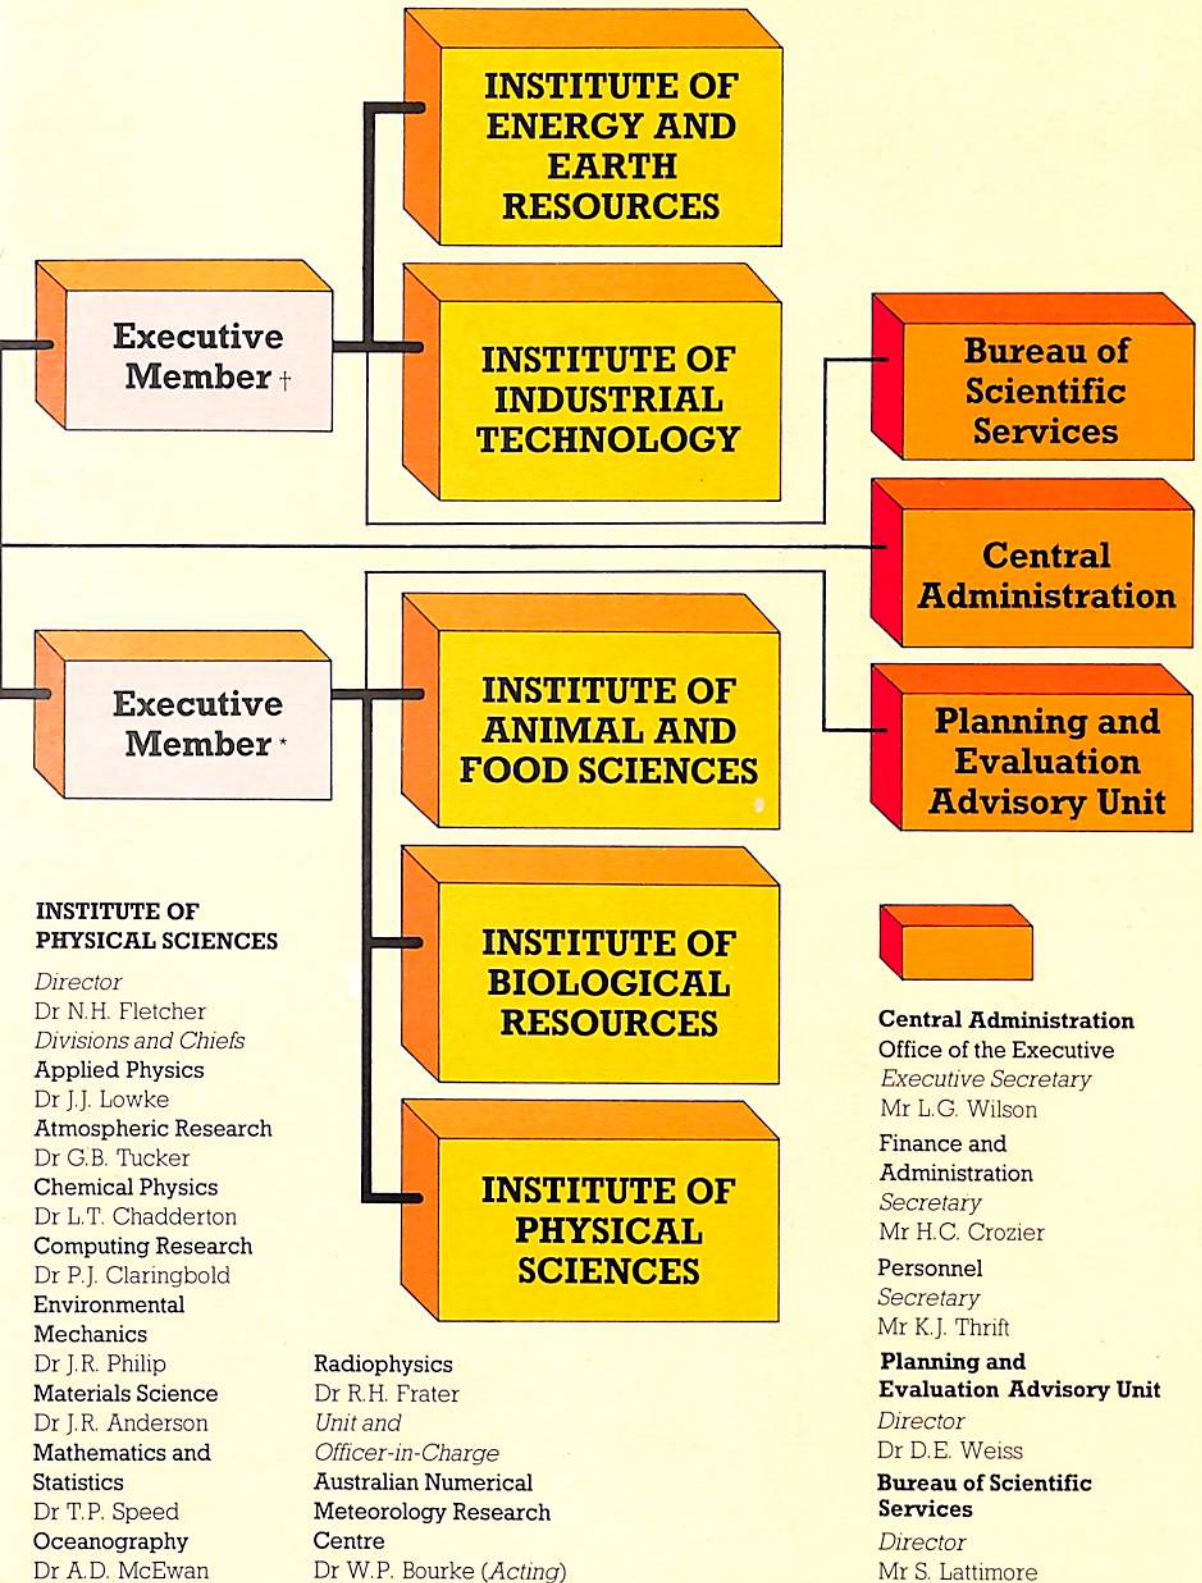 INSTITUTE OF
ENERGY AND
EARTH
RESOURCES
Executive
Member †
INSTITUTE OF
INDUSTRIAL
TECHNOLOGY
Bureau of
Scientific
Services
Central
Administration
Executive
Member *
INSTITUTE OF
ANIMAL AND
FOOD SCIENCES
Planning and
Evaluation
Advisory Unit
INSTITUTE OF
BIOLOGICAL
RESOURCES
INSTITUTE OF
PHYSICAL
SCIENCES
INSTITUTE OF
PHYSICAL SCIENCES
Director
Dr N.H. Fletcher
Divisions and Chiefs
Applied Physics
Dr J.J. Lowke
Atmospheric Research
Dr G.B. Tucker
Chemical Physics
Dr L.T. Chadderton
Computing Research
Dr P.J. Claringbold
Environmental
Mechanics
Dr J.R. Philip
Materials Science
Dr J.R. Anderson
Mathematics and
Statistics
Dr T.P. Speed
Oceanography
Dr A.D. McEwan
Radiophysics
Dr R.H. Frater
Unit and
Officer-in-Charge
Australian Numerical
Meteorology Research
Centre
Dr W.P. Bourke (Acting)
Central Administration
Office of the Executive
Executive Secretary
Mr L.G. Wilson
Finance and
Administration
Secretary
Mr H.C. Crozier
Personnel
Secretary
Mr K.J. Thrift
Planning and
Evaluation Advisory Unit
Director
Dr D.E. Weiss
Bureau of Scientific
Services
Director
Mr S. Lattimore